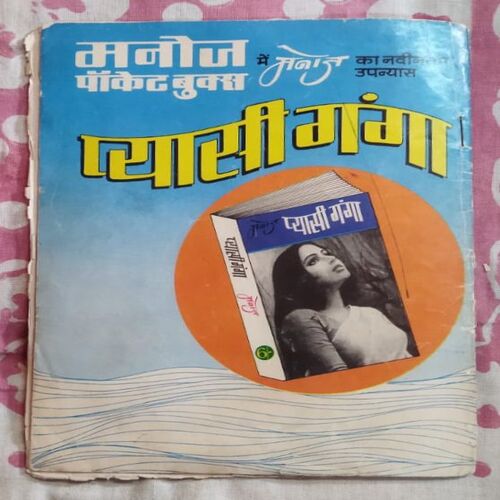 मनोज
पॉकेट बुक्स
में मनोज का नवीनतम
उपन्यास
प्यासी गंगा
मनोज प्यासी गंगा
प्यासी गंगा
मनोज